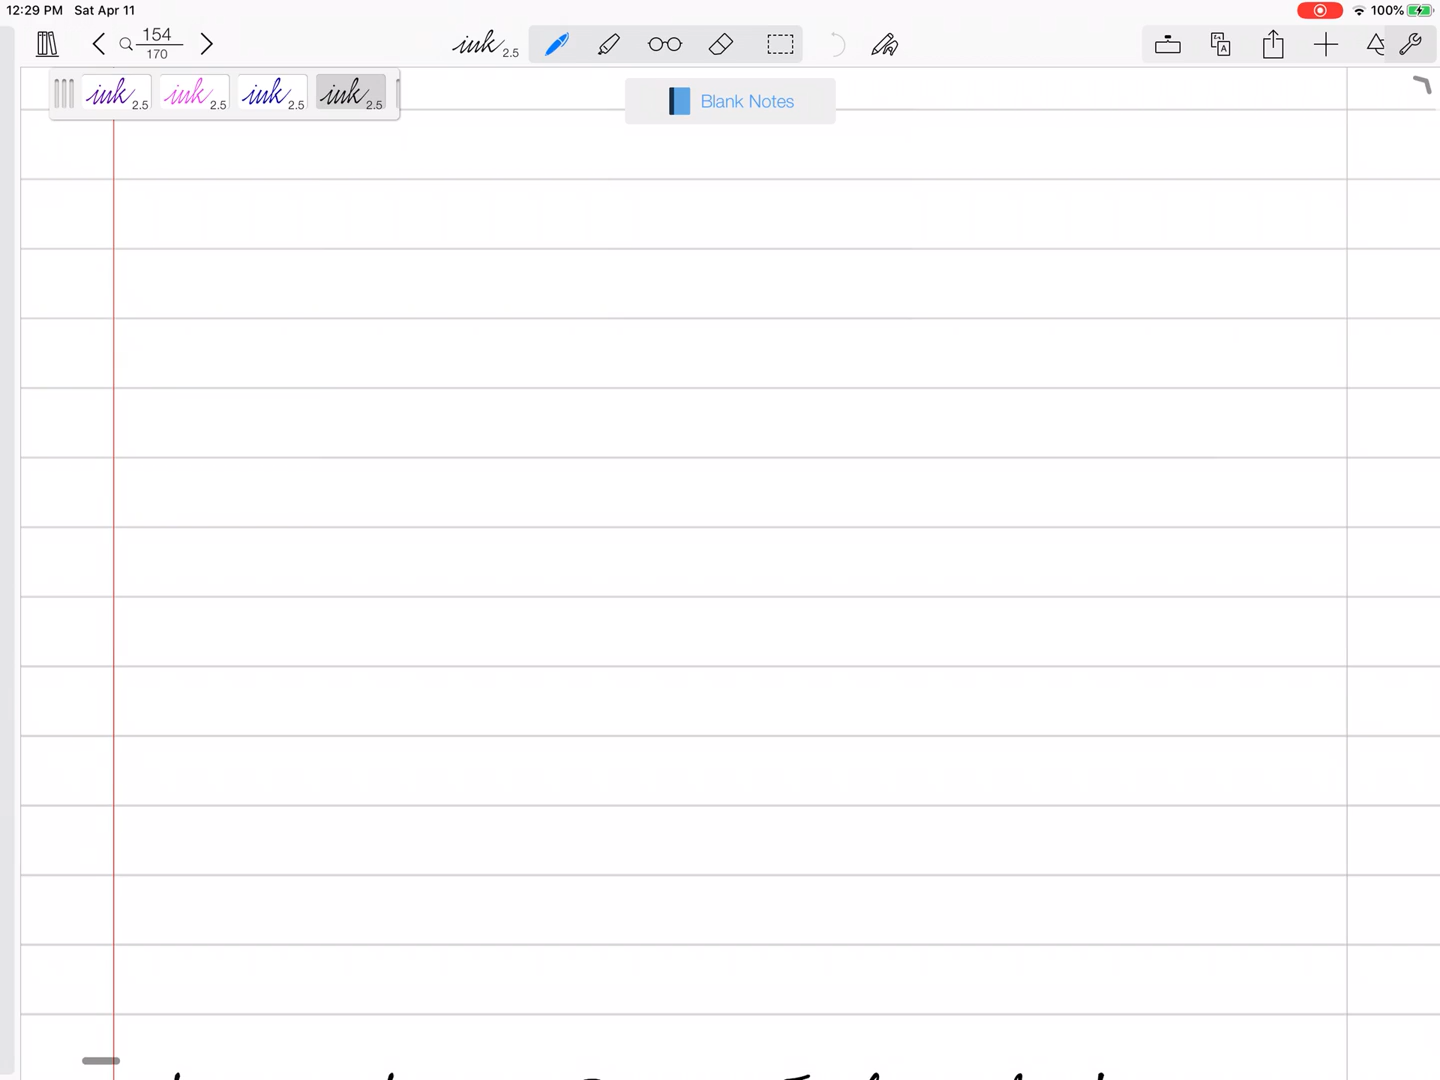 12:29 PM Sat Apr 11 100%
154
170
ink 2.5
ink 2.5 ink 2.5 ink 2.5 ink 2.5
Blank Notes